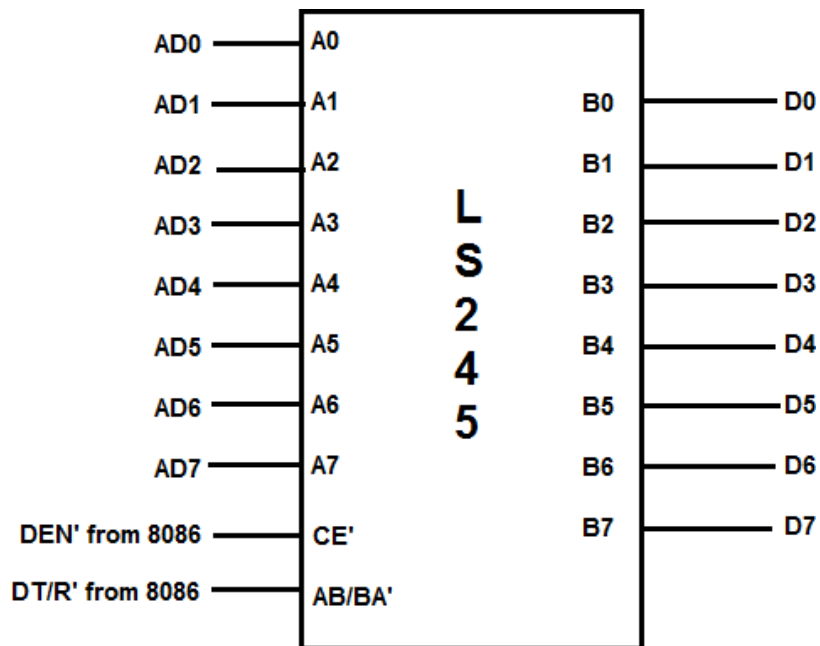 AD0 A0
AD1 A1 B0 D0
AD2 A2 B1 D1
AD3 A3 B2 D2
AD4 A4 B3 D3
AD5 A5 B4 D4
AD6 A6 B5 D5
AD7 A7 B6 D6
DEN' from 8086 CE' B7 D7
DT/R' from 8086 AB/BA'
L
S
2
4
5